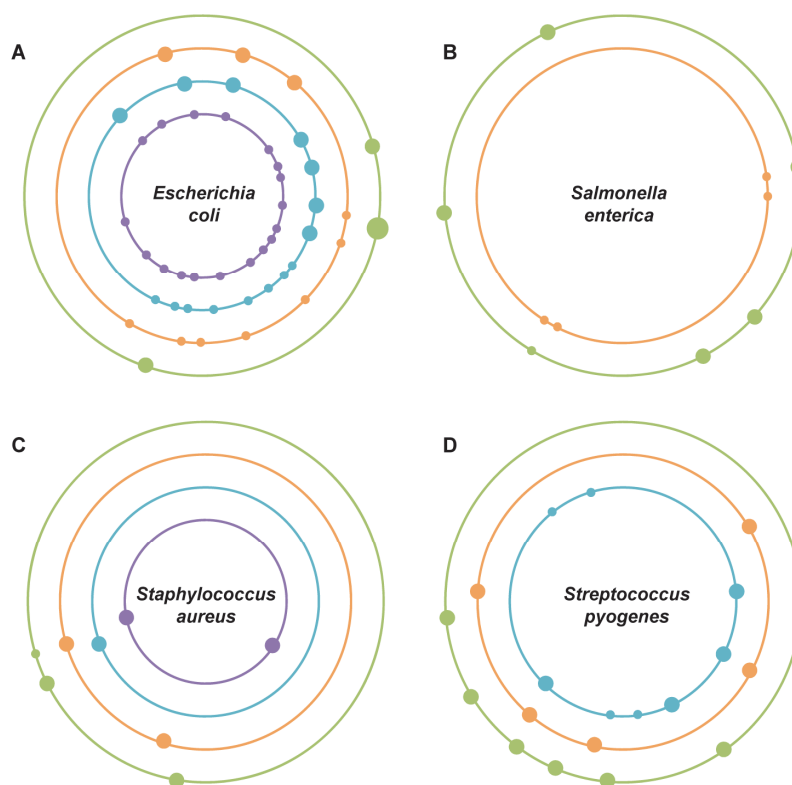 A
B
Escherichia
coli
Salmonella
enterica
C
D
Staphylococcus
aureus
Streptococcus
pyogenes